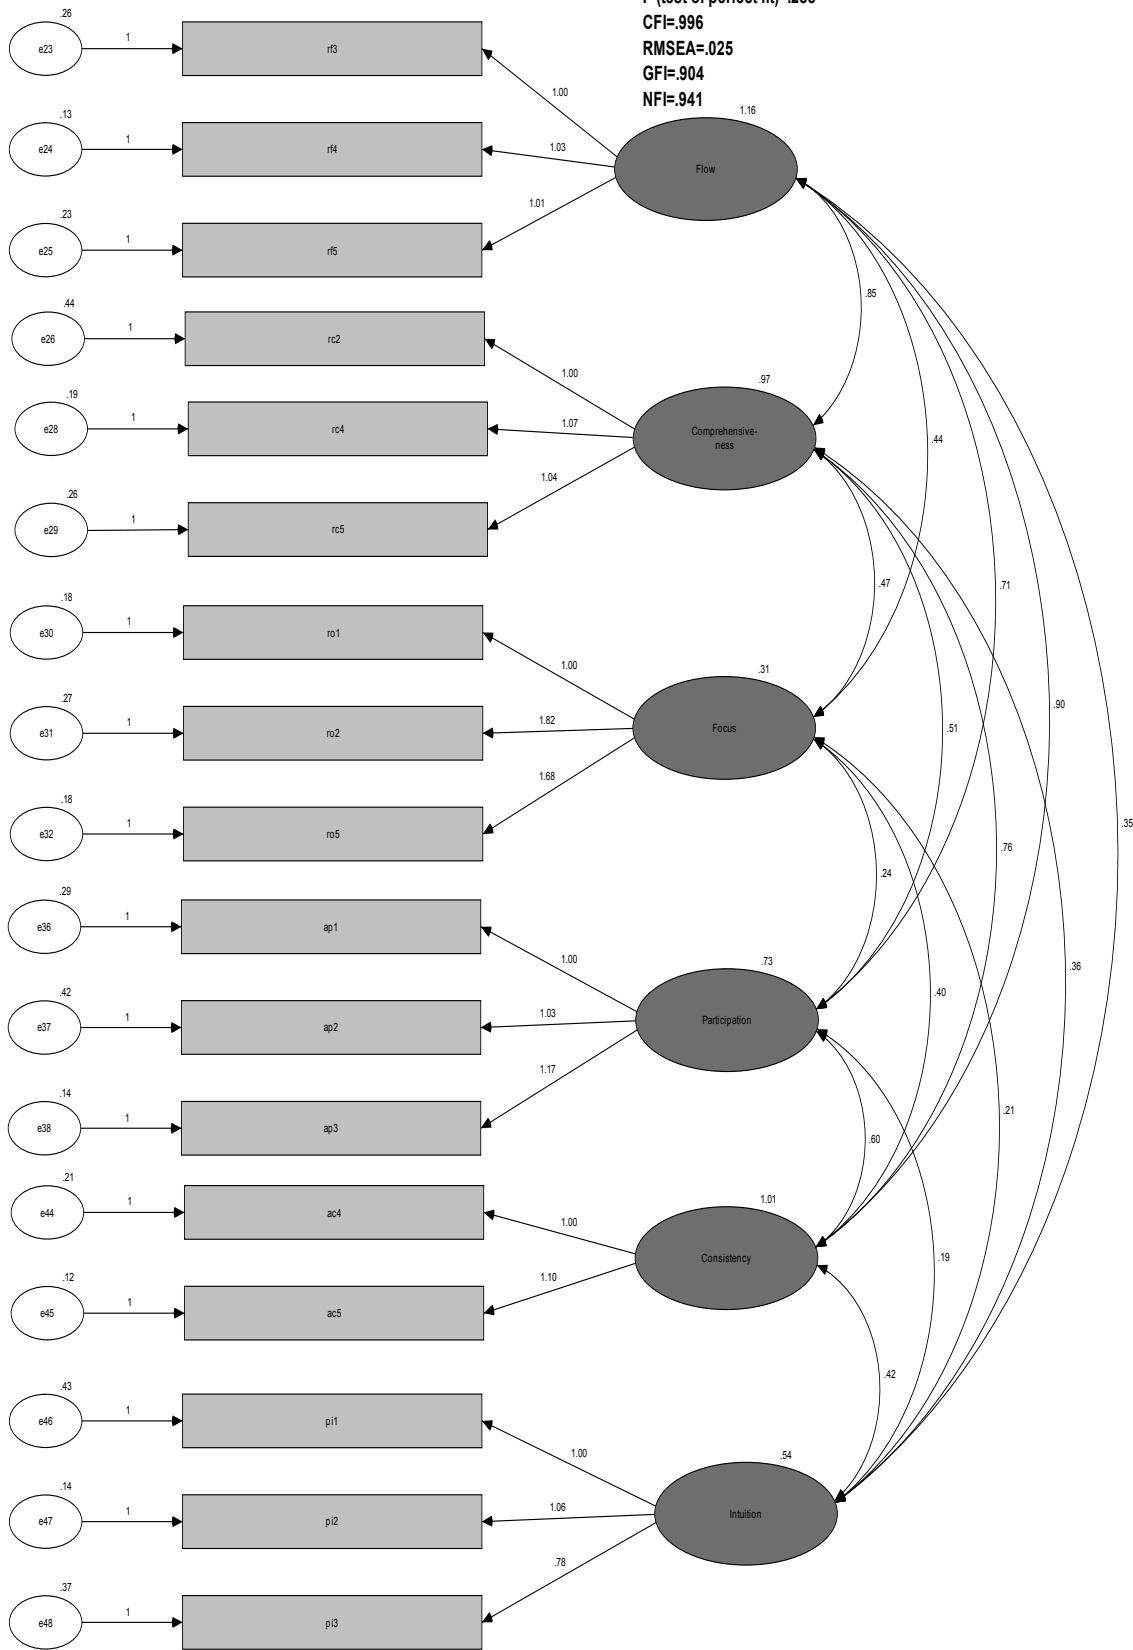 CFI=.996
RMSEA=.025
GFI=.904
NFI=.941
.26
e23
1
rf3
1.00
1.16
.13
e24
1
rf4
1.03
Flow
.23
e25
1
rf5
1.01
.85
.44
e26
1
rc2
1.00
.97
.19
e28
1
rc4
1.07
Comprehensive-
ness
.44
.26
e29
1
rc5
1.04
.47
.71
.18
e30
1
ro1
1.00
.31
.27
e31
1
ro2
1.82
Focus
.51
.90
.18
e32
1
ro5
1.68
.24
.76
.35
.29
e36
1
ap1
1.00
.73
.42
e37
1
ap2
1.03
Participation
.40
.36
.14
e38
1
ap3
1.17
.60
.21
.21
e44
1
ac4
1.00
1.01
Consistency
.19
.12
e45
1
ac5
1.10
.42
.43
e46
1
pi1
1.00
.54
.14
e47
1
pi2
1.06
Intuition
.37
e48
1
pi3
.78